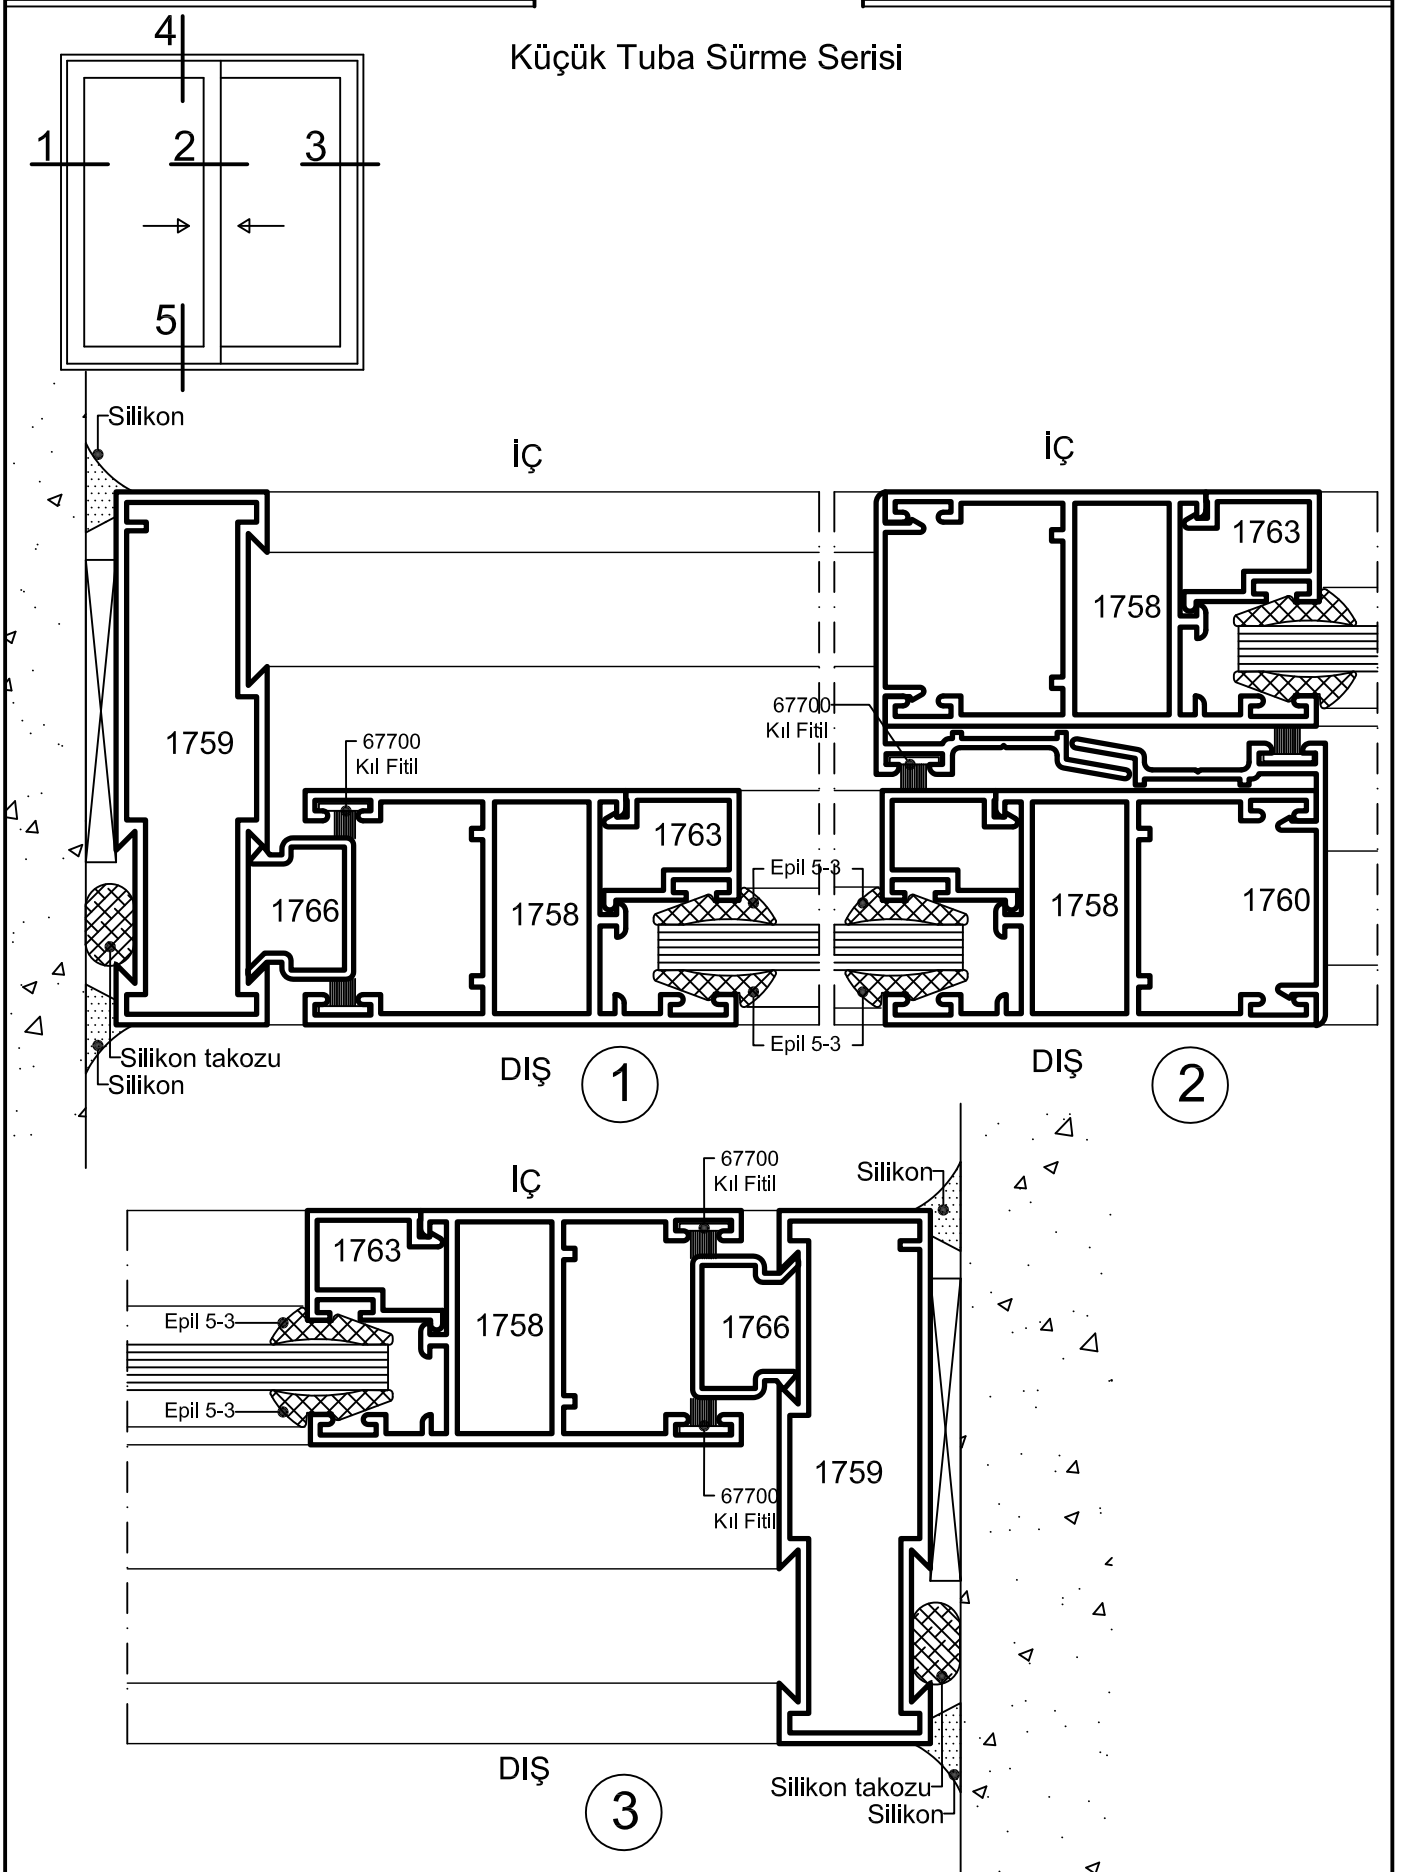 Küçük Tuba Sürme Serisi
4
1
2
3
5
Silikon
İÇ
İÇ
1763
1758
67700
Kıl Fitil
1759
67700
Kıl Fitil
1763
1766
1758
Epil 5-3
1758
1760
Epil 5-3
Silikon takozu
Silikon
DIŞ
1
DIŞ
2
İÇ
67700
Kıl Fitil
Silikon
1763
Epil 5-3
1758
1766
Epil 5-3
1759
67700
Kıl Fitil
DIŞ
3
Silikon takozu
Silikon